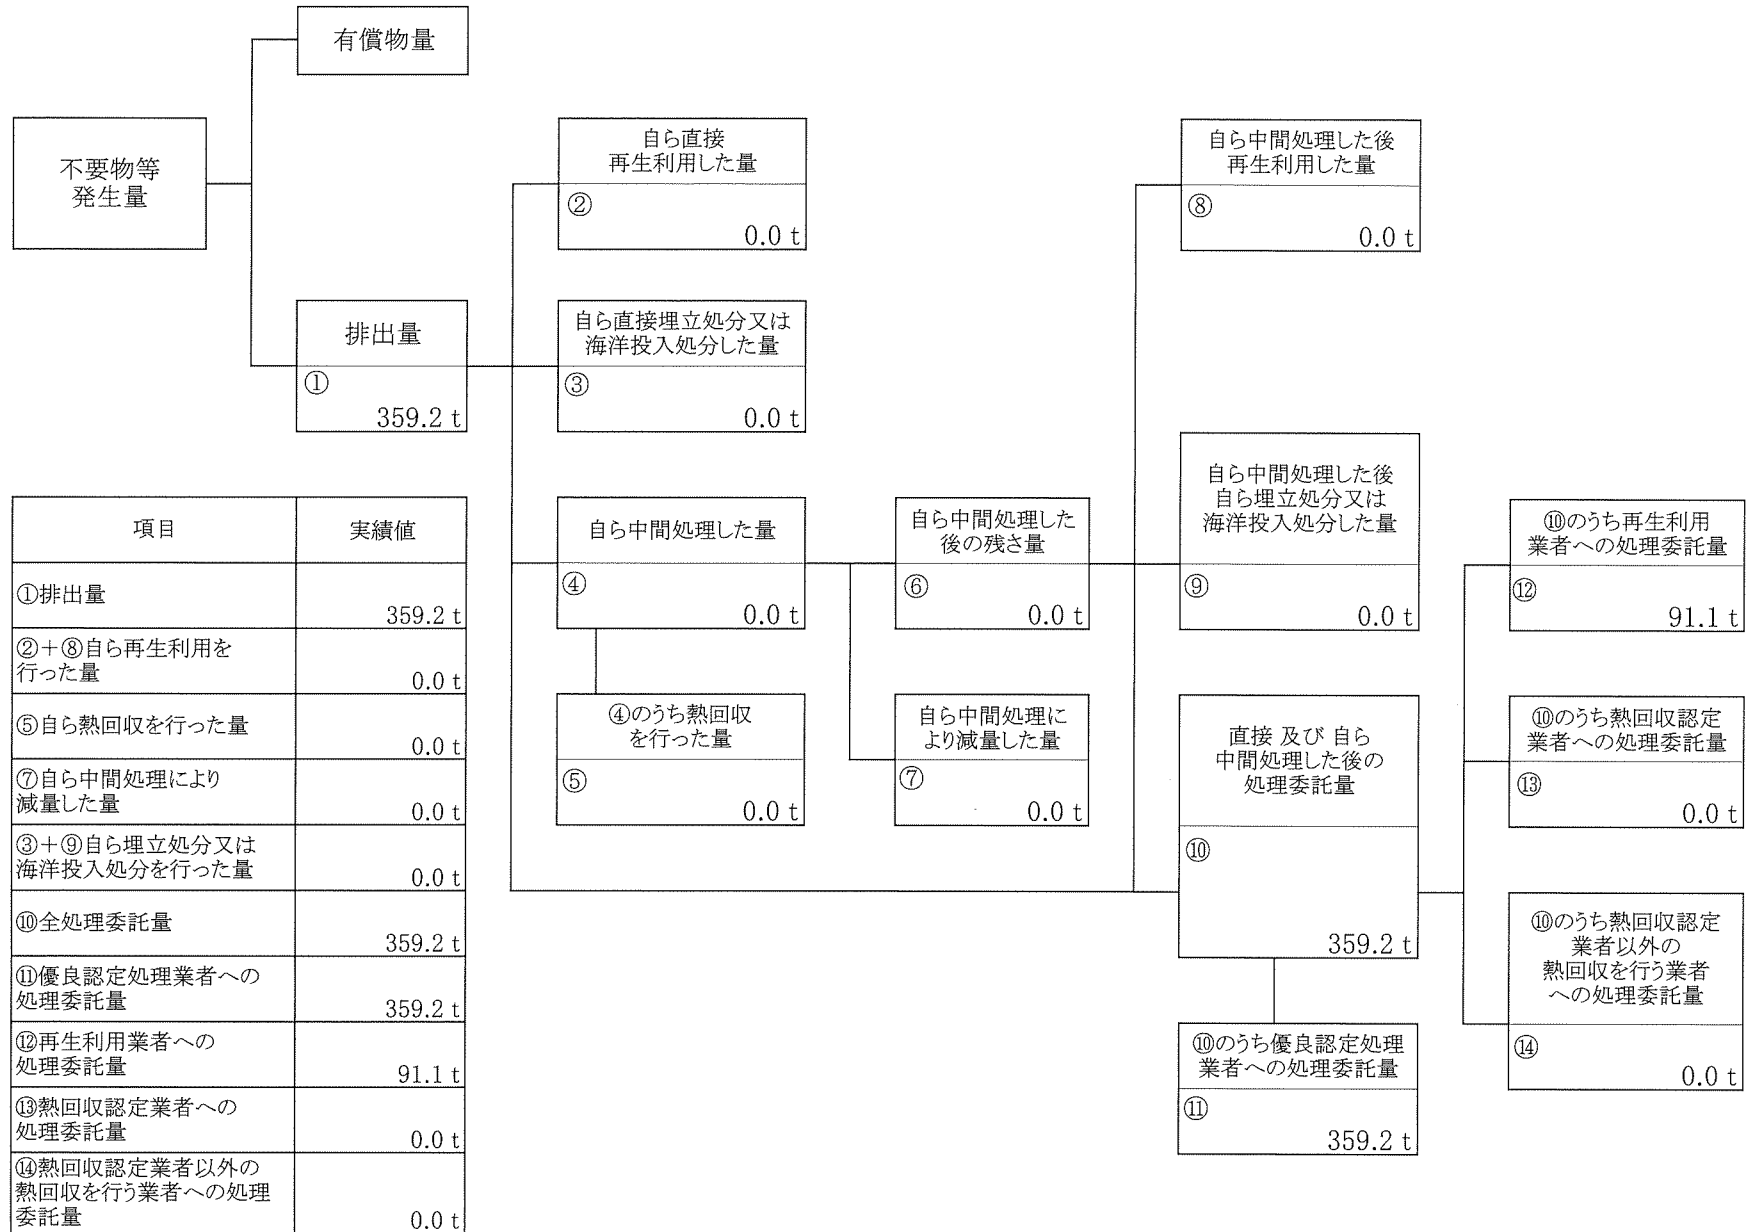 有償物量
不要物等
発生量
自ら直接
再生利用した量
②
0.0 t
自ら中間処理した後
再生利用した量
⑧
0.0 t
排出量
①
359.2 t
自ら直接埋立処分又は
海洋投入処分した量
③
0.0 t
自ら中間処理した量
④
0.0 t
自ら中間処理した
後の残さ量
⑥
0.0 t
自ら中間処理した後
自ら埋立処分又は
海洋投入処分した量
⑨
0.0 t
⑩のうち再生利用
業者への処理委託量
⑫
91.1 t
④のうち熱回収
を行った量
⑤
0.0 t
自ら中間処理に
より減量した量
⑦
0.0 t
直接 及び 自ら
中間処理した後の
処理委託量
⑩
359.2 t
⑩のうち熱回収認定
業者への処理委託量
⑬
0.0 t
⑩のうち熱回収認定
業者以外の
熱回収を行う業者
への処理委託量
⑭
0.0 t
⑩のうち優良認定処理
業者への処理委託量
⑪
359.2 t
項目 実績値
①排出量
359.2 t
②+⑧自ら再生利用を
行った量
0.0 t
⑤自ら熱回収を行った量
0.0 t
⑦自ら中間処理により
減量した量
0.0 t
③+⑨自ら埋立処分又は
海洋投入処分を行った量
0.0 t
⑩全処理委託量
359.2 t
⑪優良認定処理業者への
処理委託量
359.2 t
⑫再生利用業者への
処理委託量
91.1 t
⑬熱回収認定業者への
処理委託量
0.0 t
⑭熱回収認定業者以外の
熱回収を行う業者への処理
委託量
0.0 t